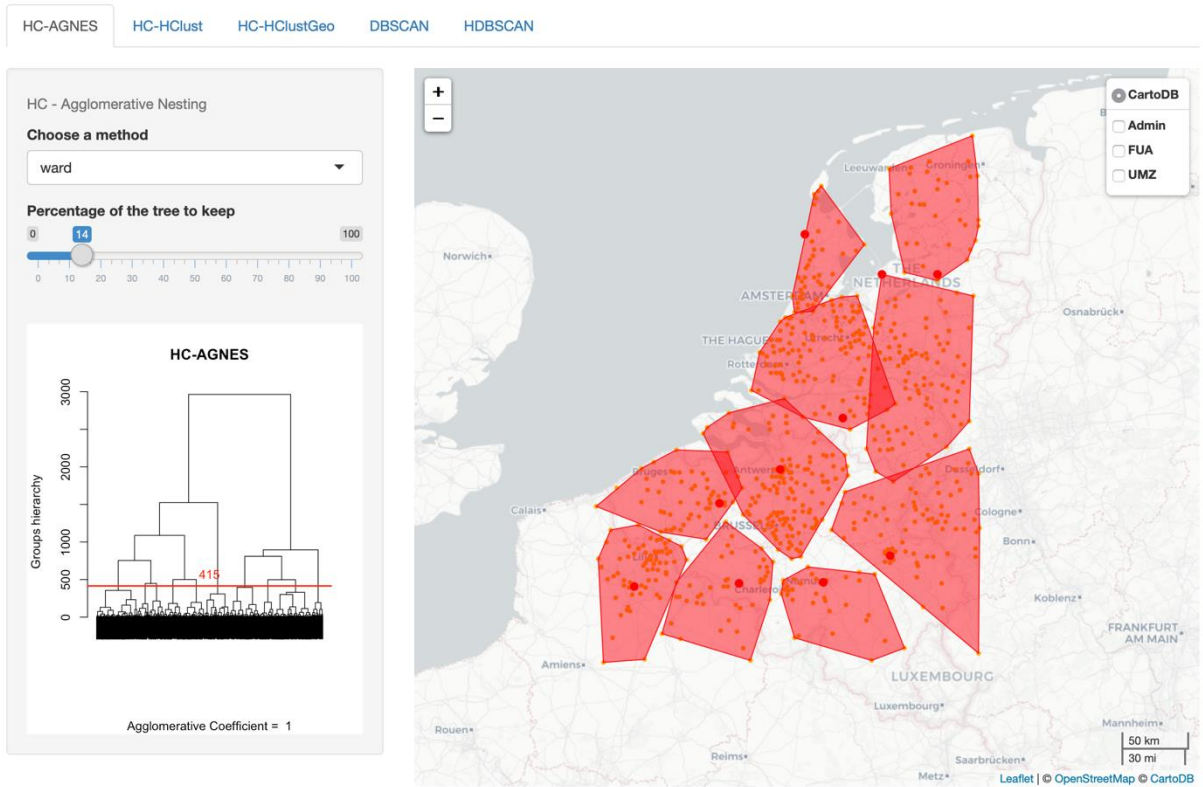 HC-AGNES
HC-HClust
HC-HClustGeo
DBSCAN
HDBSCAN
HC - Agglomerative Nesting
Choose a method
ward
Percentage of the tree to keep
0
14
100
0 10 20 30 40 50 60 70 80 90 100
HC-AGNES
Groups hierarchy
3000
2000
1000
500
0
415
Agglomerative Coefficient = 1
+
−
CartoDB
Admin
FUA
UMZ
Leeuwarden
Groningen
Norwich
THE
NETHERLANDS
AMSTERDAM
Osnabrück
THE HAGUE
Utrecht
Rotterdam
Bruges
Antwerp
Düsseldorf
Calais
Cologne
BRUSSELS
Bonn
Lille
Charleroi
Namur
Koblenz
FRANKFURT
AM MAIN
Amiens
LUXEMBOURG
Luxembourg
Mannheim
Rouen
Reims
Saarbrücken
Metz
50 km
30 mi
Leaflet | © OpenStreetMap © CartoDB